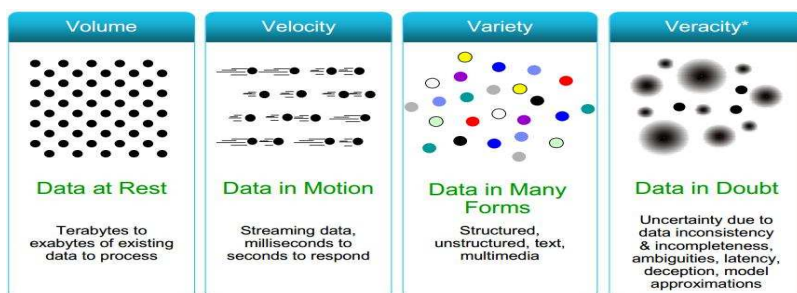 Volume
Data at Rest
Terabytes to
exabytes of existing
data to process
Velocity
Data in Motion
Streaming data,
milliseconds to
seconds to respond
Variety
Data in Many
Forms
Structured,
unstructured, text,
multimedia
Veracity*
Data in Doubt
Uncertainty due to
data inconsistency
& incompleteness,
ambiguities, latency,
deception, model
approximations